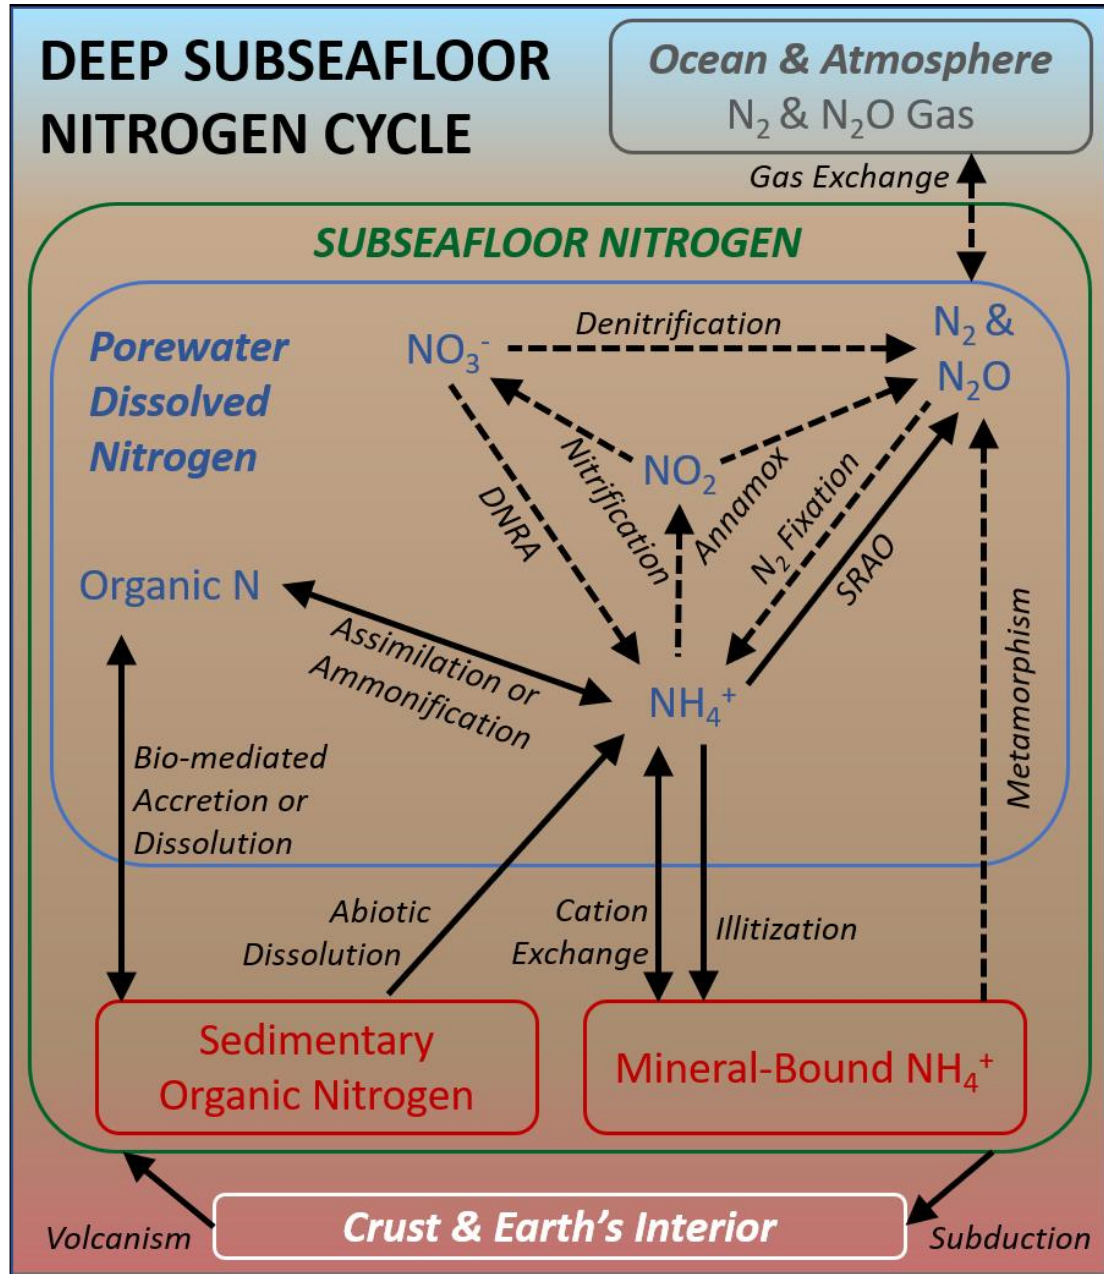 DEEP SUBSEAFLOOR
NITROGEN CYCLE
Ocean & Atmosphere
N₂ & N₂O Gas
Gas Exchange
SUBSEAFLOOR NITROGEN
Porewater
Dissolved
Nitrogen
NO₃⁻
Denitrification
N₂ &
N₂O
NO₂
Nitrification
Annamox
DNRA
N₂ Fixation
SRAO
Organic N
Assimilation or
Ammonification
NH₄⁺
Metamorphism
Bio-mediated
Accretion or
Dissolution
Abiotic
Dissolution
Cation
Exchange
Illitization
Sedimentary
Organic Nitrogen
Mineral-Bound NH₄⁺
Volcanism
Crust & Earth's Interior
Subduction